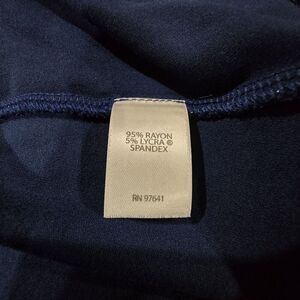 95% RAYON
5% LYCRA ®
SPANDEX
RN 97641